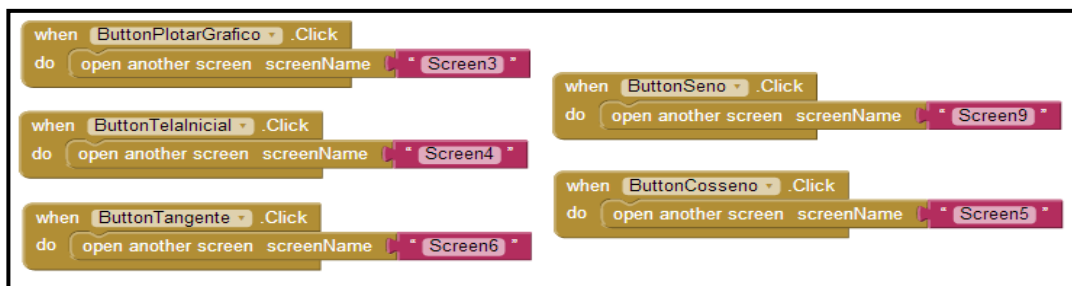 when ButtonPlotarGrafico .Click
do open another screen screenName " Screen3 "
when ButtonTelaInicial .Click
do open another screen screenName " Screen4 "
when ButtonTangente .Click
do open another screen screenName " Screen6 "
when ButtonSeno .Click
do open another screen screenName " Screen9 "
when ButtonCosseno .Click
do open another screen screenName " Screen5 "